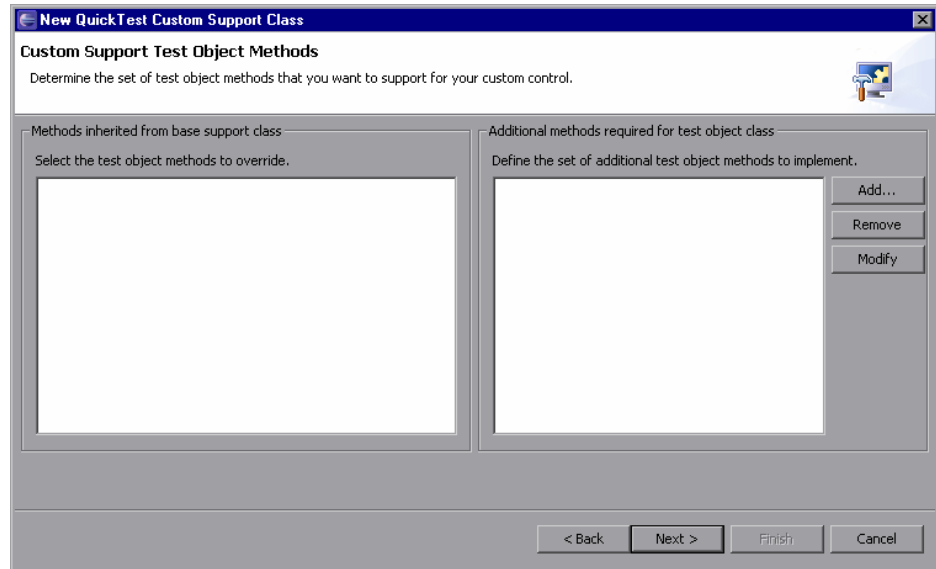 New QuickTest Custom Support Class
Custom Support Test Object Methods
Determine the set of test object methods that you want to support for your custom control.
Methods inherited from base support class
Select the test object methods to override.
Additional methods required for test object class
Define the set of additional test object methods to implement.
Add...
Remove
Modify
< Back
Next >
Finish
Cancel